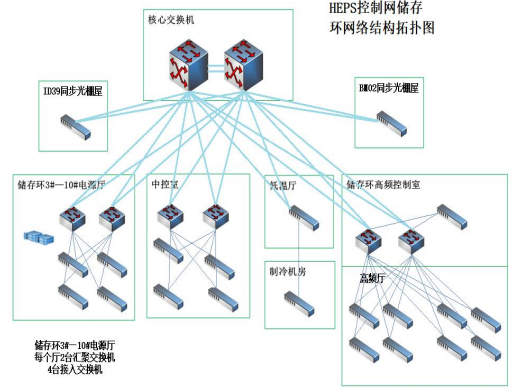 HEPS控制网储存
环网络结构拓扑图
核心交换机
ID39同步光棚屋
BM02同步光棚屋
储存环3#—10#电源厅
中控室
低温厅
储存环高频控制室
制冷机房
高频厅
储存环3#—10#电源厅
每个厅2台汇聚交换机
4台接入交换机